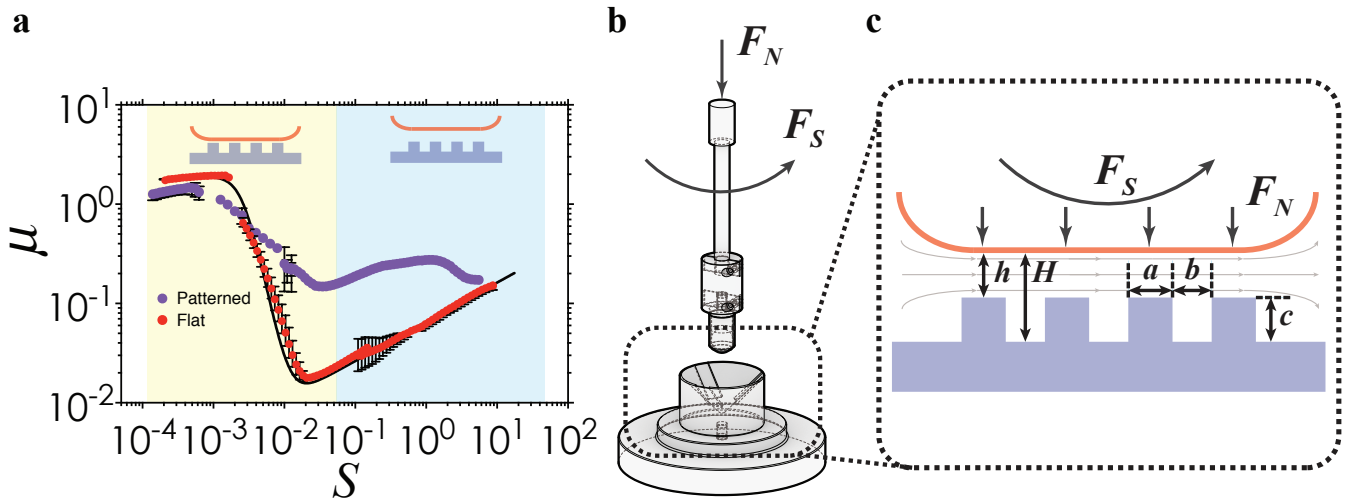 a
b
c
μ
10^1
10^0
10^-1
10^-2
Patterned
Flat
10^-4 10^-3 10^-2 10^-1 10^0 10^1 10^2
S
F_N
F_S
F_S
F_N
h H a b
c